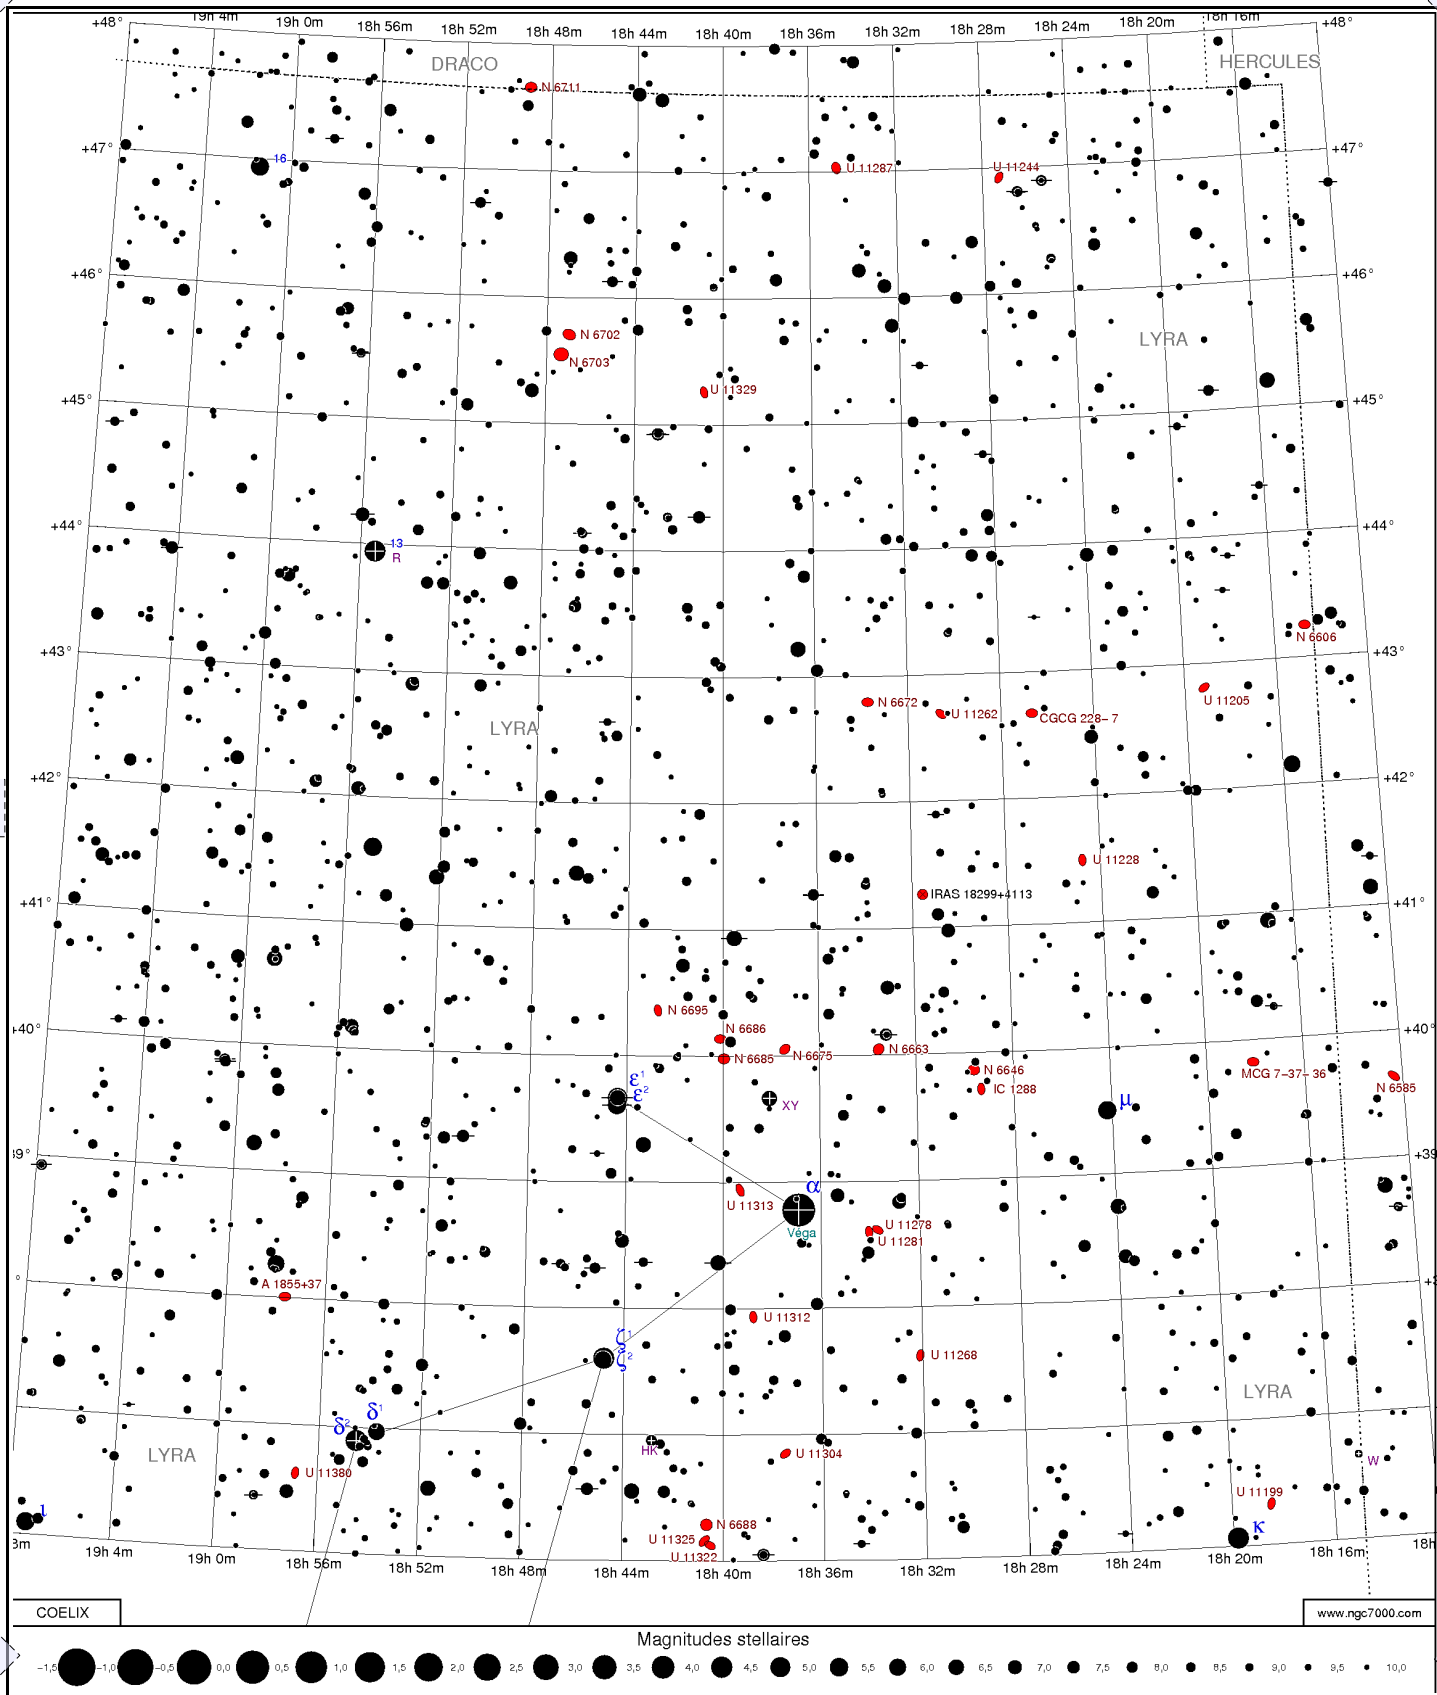 +48°
19h 4m
19h 0m
18h 56m
18h 52m
18h 48m
18h 44m
18h 40m
18h 36m
18h 32m
18h 28m
18h 24m
18h 20m
18h 16m
+48°
DRACO
HERCULES
N 6711
+47°
16
U 11287
U 11244
+47°
+46°
+46°
N 6702
N 6703
LYRA
U 11329
+45°
+45°
+44°
+44°
13
R
N 6606
+43°
+43°
U 11205
N 6672
U 11262
CGCG 228-7
LYRA
+42°
+42°
U 11228
IRAS 18299+4113
+41°
+41°
N 6695
N 6686
+40°
+40°
N 6685
N 6675
N 6663
N 6646
MCG 7-37-36
N 6585
IC 1288
ε¹
ε²
XY
μ
39°
+39
α
U 11313
Véga
U 11278
U 11281
A 1855+37
U 11312
ζ¹
ζ²
U 11268
LYRA
δ¹
δ²
HK
LYRA
U 11304
W
U 11380
U 11199
ι
N 6688
κ
U 11325
U 11322
3m
19h 4m
19h 0m
18h 56m
18h 52m
18h 48m
18h 44m
18h 40m
18h 36m
18h 32m
18h 28m
18h 24m
18h 20m
18h 16m
18h
COELIX
www.ngc7000.com
Magnitudes stellaires
-1,5
-1,0
-0,5
0,0
0,5
1,0
1,5
2,0
2,5
3,0
3,5
4,0
4,5
5,0
5,5
6,0
6,5
7,0
7,5
8,0
8,5
9,0
9,5
10,0